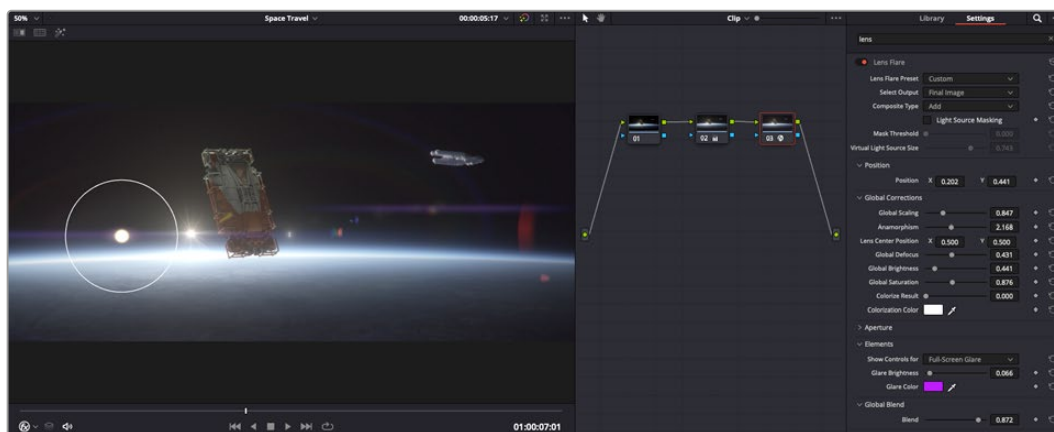 50%
Space Travel
00:00:05:17
Clip
Library
Settings
lens
Lens Flare
Lens Flare Preset Custom
Select Output Final Image
Composite Type Add
Light Source Masking
Mask Threshold 0.000
Virtual Light Source Size 0.763
Position
Position X 0.202 Y 0.441
Global Corrections
Global Scaling 0.847
Anamorphism 2.168
Lens Center Position X 0.500 Y 0.500
Global Defocus 0.431
Global Brightness 0.441
Global Saturation 0.876
Colorize Result 0.000
Colorization Color
Aperture
Elements
Show Controls for Full-Screen Glare
Glare Brightness 0.066
Glare Color
Global Blend
Blend 0.872
01
02
03
01:00:07:01